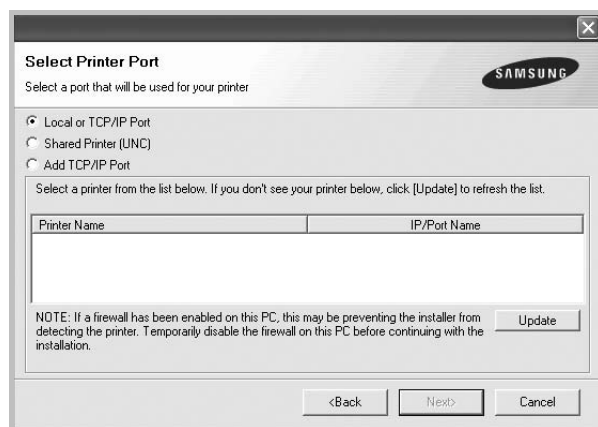 Select Printer Port
Select a port that will be used for your printer
SAMSUNG
Local or TCP/IP Port
Shared Printer (UNC)
Add TCP/IP Port
Select a printer from the list below. If you don't see your printer below, click [Update] to refresh the list.
Printer Name IP/Port Name
NOTE: If a firewall has been enabled on this PC, this may be preventing the installer from
detecting the printer. Temporarily disable the firewall on this PC before continuing with the
installation.
Update
<Back Next> Cancel